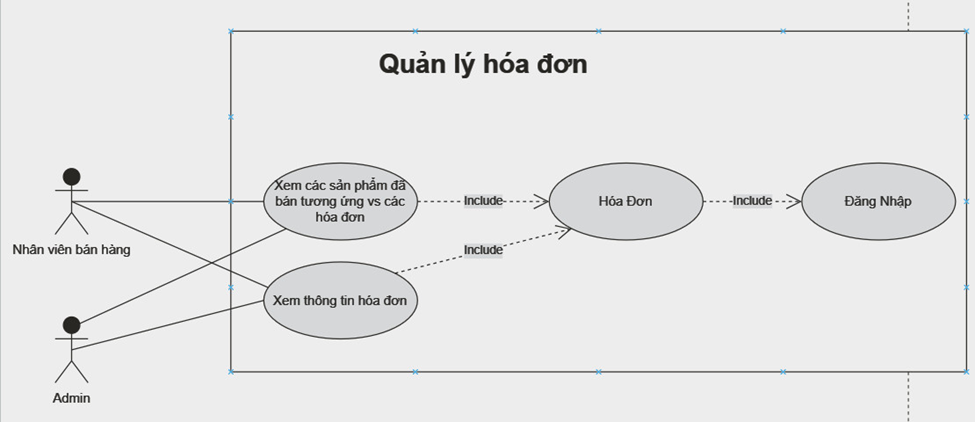 Quản lý hóa đơn
Xem các sản phẩm đã
bán tương ứng vs các
hóa đơn
Include
Hóa Đơn
Include
Đăng Nhập
Nhân viên bán hàng
Include
Xem thông tin hóa đơn
Admin